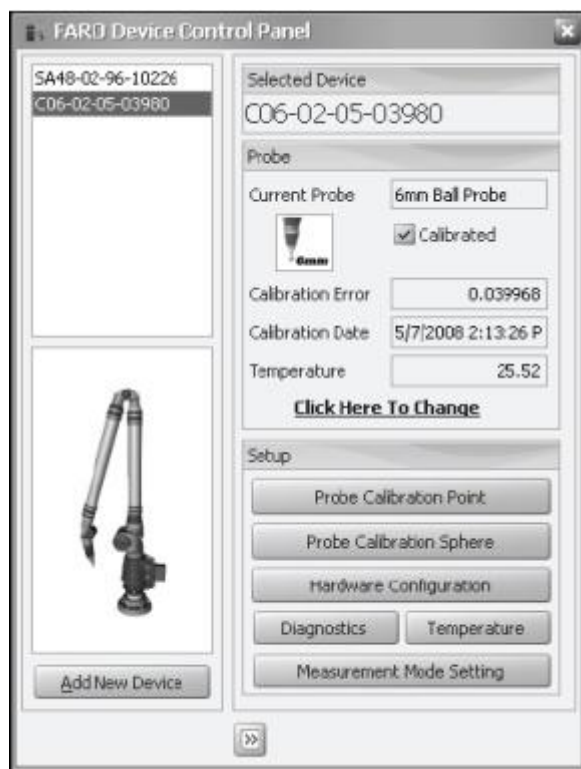 FARO Device Control Panel
SA48-02-96-10226
C06-02-05-03980
Add New Device
Selected Device
C06-02-05-03980
Probe
Current Probe 6mm Ball Probe
6mm
Calibrated
Calibration Error 0.039968
Calibration Date 5/7/2008 2:13:26 P
Temperature 25.52
Click Here To Change
Setup
Probe Calibration Point
Probe Calibration Sphere
Hardware Configuration
Diagnostics Temperature
Measurement Mode Setting
>>